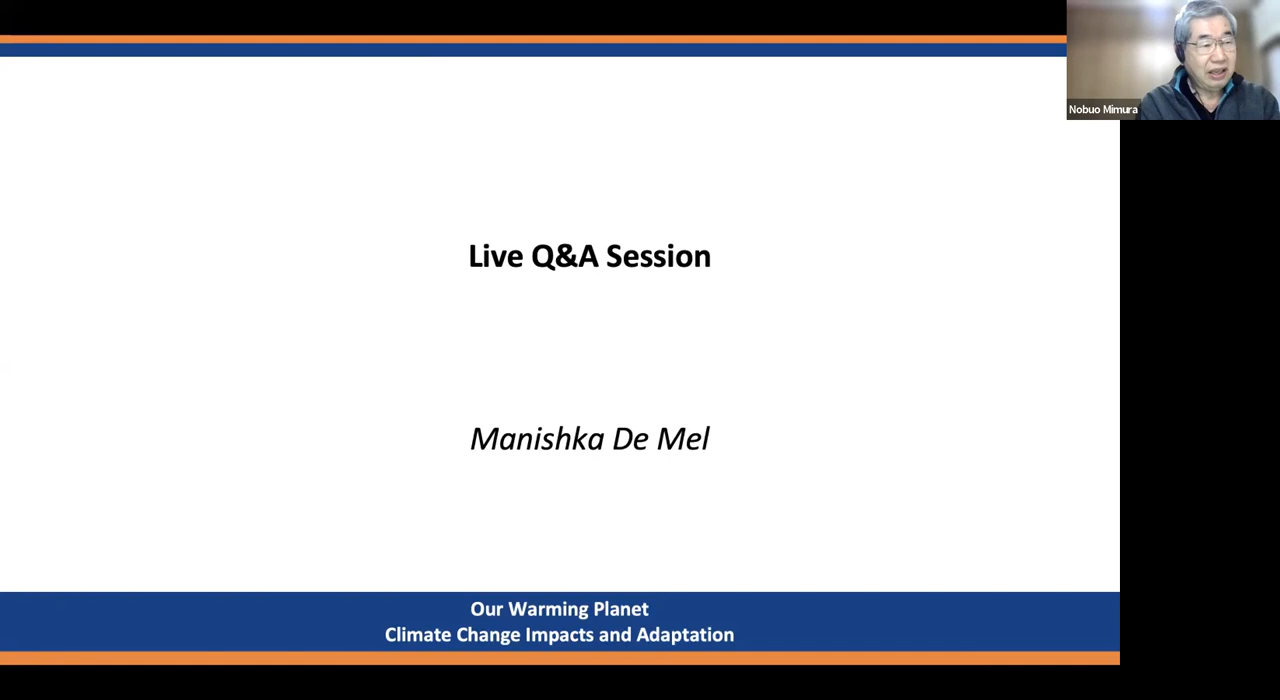 Nobuo Mimura
Live Q&A Session
Manishka De Mel
Our Warming Planet
Climate Change Impacts and Adaptation